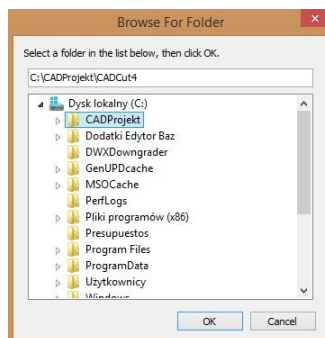 Browse For Folder
Select a folder in the list below, then click OK.
C:\CADProjekt\CADCut4
Dysk lokalny (C:)
CADProjekt
Dodatki Edytor Baz
DWXDowngrader
GenUPDcache
MSOCache
PerfLogs
Pliki programów (x86)
Presupuestos
Program Files
ProgramData
Użytkownicy
Windows
OK Cancel